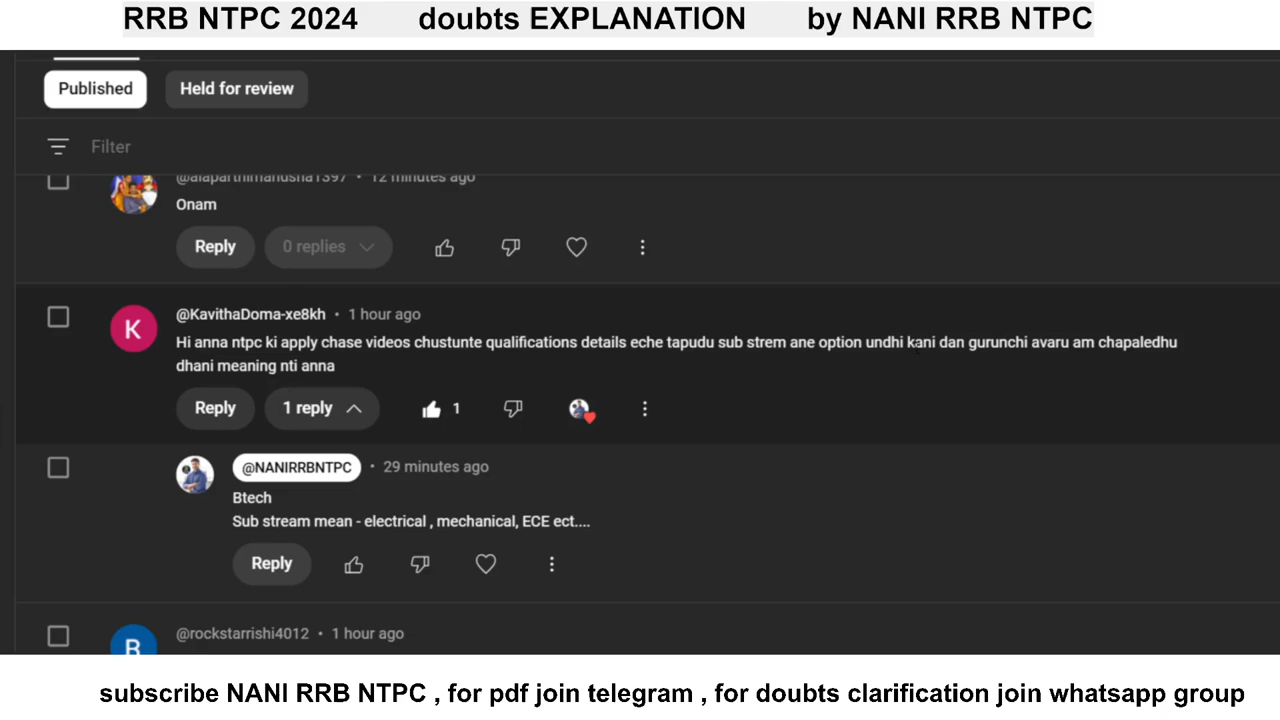 RRB NTPC 2024 doubts EXPLANATION by NANI RRB NTPC
Published Held for review
Filter
@alaparthimanusha1397 • 12 minutes ago
Onam
Reply 0 replies
@KavithaDoma-xe8kh • 1 hour ago
Hi anna ntpc ki apply chase videos chustunte qualifications details eche tapudu sub strem ane option undhi kani dan gurunchi avaru am chapaledhu
dhani meaning nti anna
Reply 1 reply 1
@NANIRRBNTPC • 29 minutes ago
Btech
Sub stream mean - electrical , mechanical, ECE ect....
Reply
@rockstarrishi4012 • 1 hour ago
subscribe NANI RRB NTPC , for pdf join telegram , for doubts clarification join whatsapp group